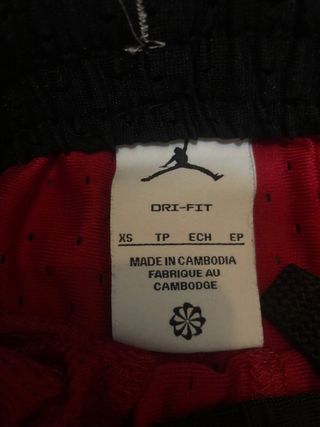 DRI-FIT
XS TP ECH EP
MADE IN CAMBODIA
FABRIQUE AU
CAMBODGE